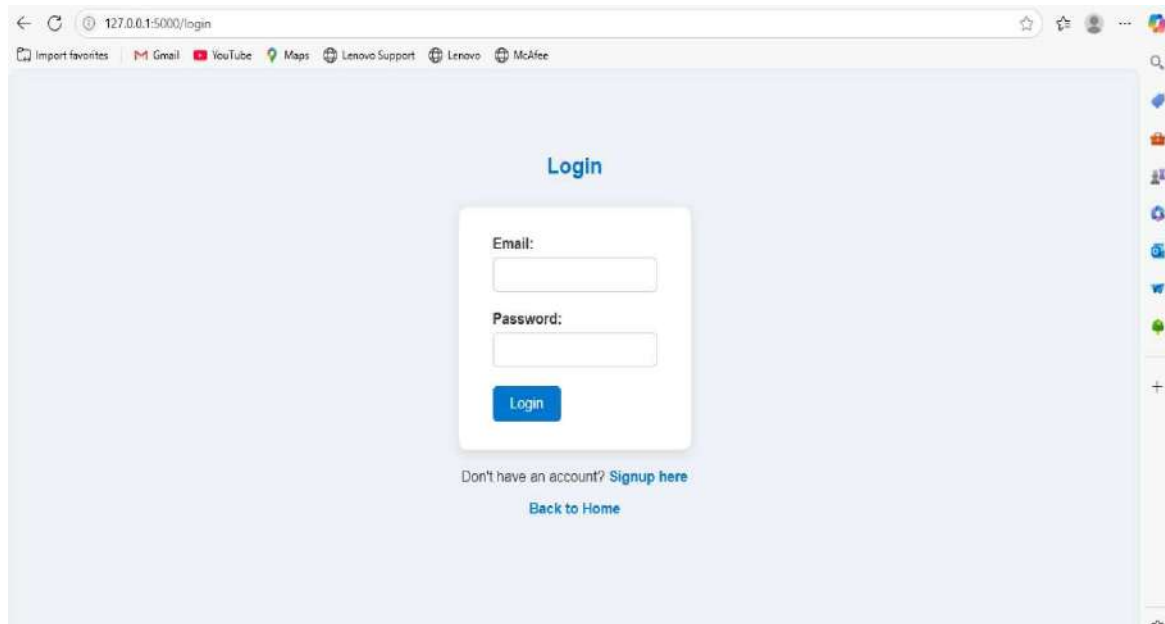 127.0.0.1:5000/login
Import favorites Gmail YouTube Maps Lenovo Support Lenovo McAfee
Login
Email:
Password:
Login
Don't have an account? Signup here
Back to Home